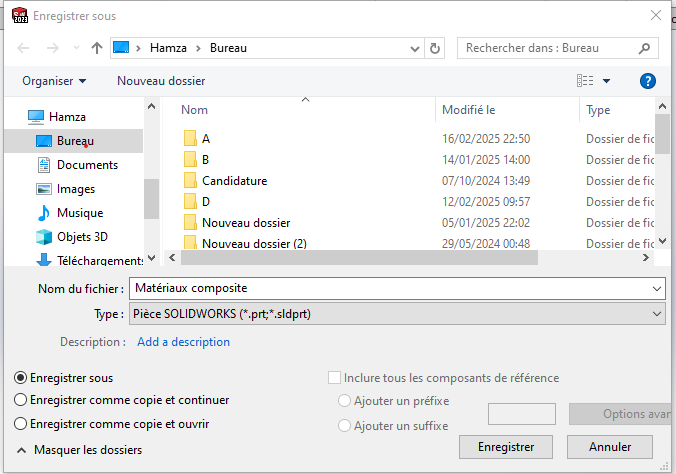 Enregistrer sous
Hamza > Bureau
Rechercher dans : Bureau
Organiser
Nouveau dossier
Hamza
Bureau
Documents
Images
Musique
Objets 3D
Téléchargements
Nom
Modifié le
Type
A 16/02/2025 22:50 Dossier de fic
B 14/01/2025 14:00 Dossier de fic
Candidature 07/10/2024 13:49 Dossier de fic
D 12/02/2025 09:57 Dossier de fic
Nouveau dossier 05/01/2025 22:02 Dossier de fic
Nouveau dossier (2) 29/05/2024 00:48 Dossier de fic
Nom du fichier : Matériaux composite
Type : Pièce SOLIDWORKS (*.prt;*.sldprt)
Description : Add a description
Enregistrer sous
Enregistrer comme copie et continuer
Enregistrer comme copie et ouvrir
Inclure tous les composants de référence
Ajouter un préfixe
Ajouter un suffixe
Options avan
Masquer les dossiers
Enregistrer
Annuler